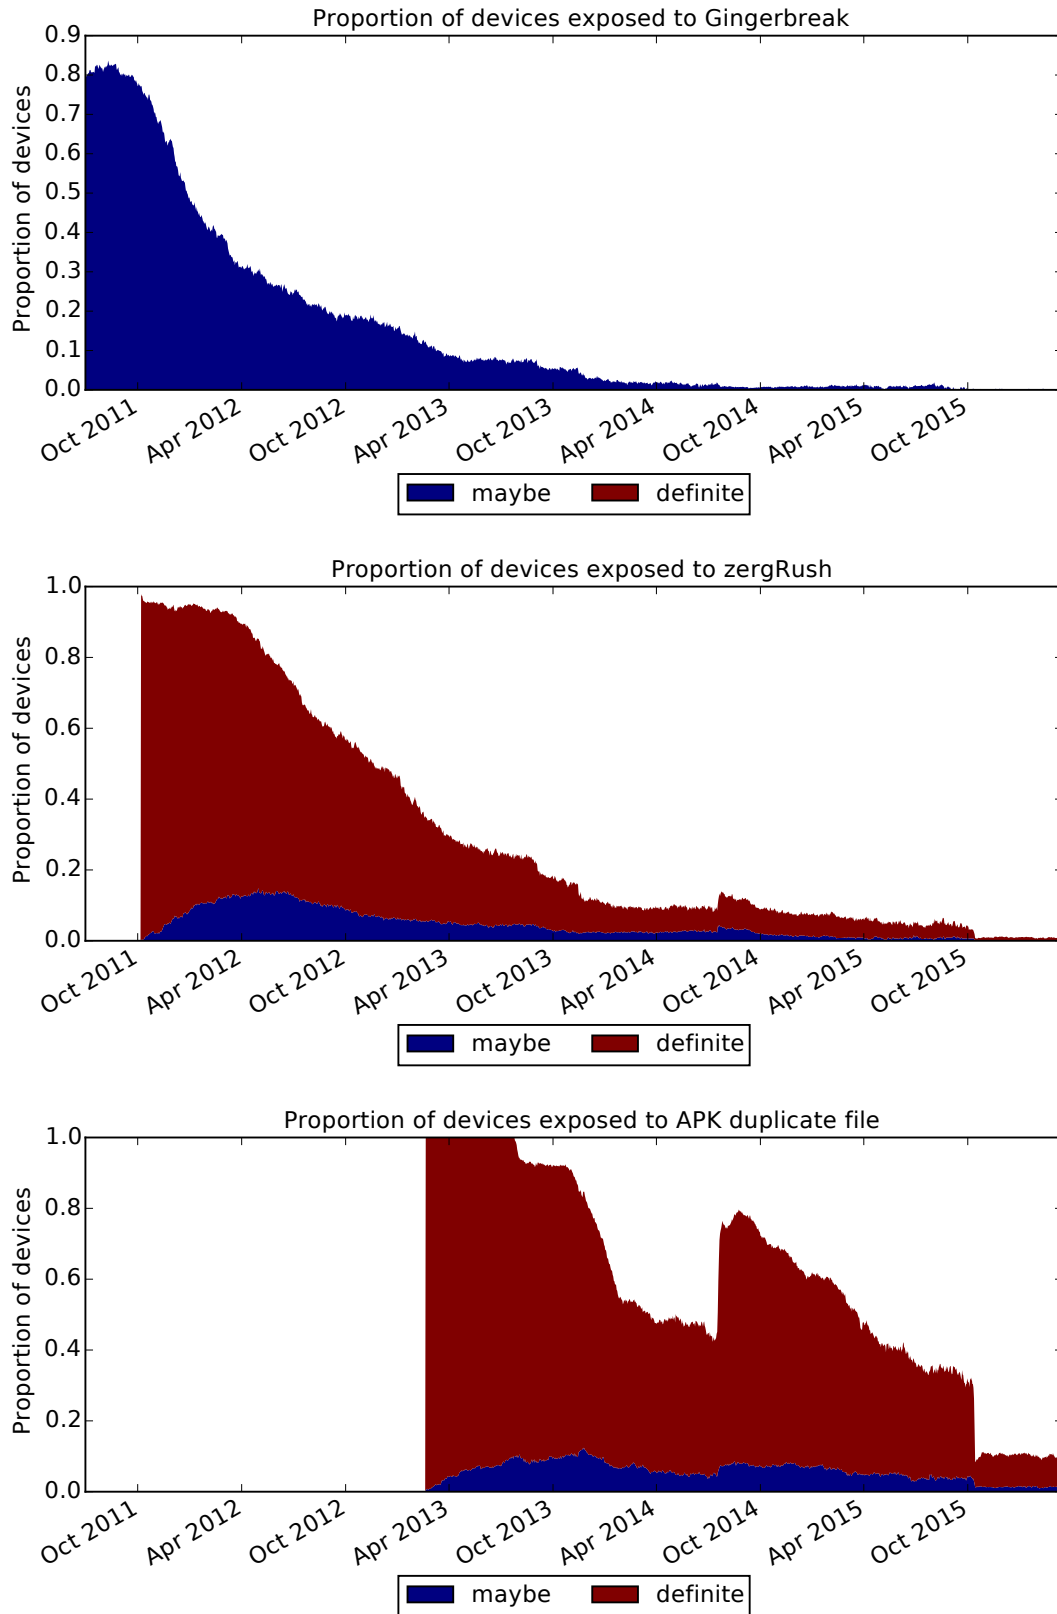 Proportion of devices exposed to Gingerbreak
Proportion of devices
0.9
0.8
0.7
0.6
0.5
0.4
0.3
0.2
0.1
0.0
Oct 2011 Apr 2012 Oct 2012 Apr 2013 Oct 2013 Apr 2014 Oct 2014 Apr 2015 Oct 2015
maybe definite
Proportion of devices exposed to zergRush
Proportion of devices
1.0
0.8
0.6
0.4
0.2
0.0
Oct 2011 Apr 2012 Oct 2012 Apr 2013 Oct 2013 Apr 2014 Oct 2014 Apr 2015 Oct 2015
maybe definite
Proportion of devices exposed to APK duplicate file
Proportion of devices
1.0
0.8
0.6
0.4
0.2
0.0
Oct 2011 Apr 2012 Oct 2012 Apr 2013 Oct 2013 Apr 2014 Oct 2014 Apr 2015 Oct 2015
maybe definite